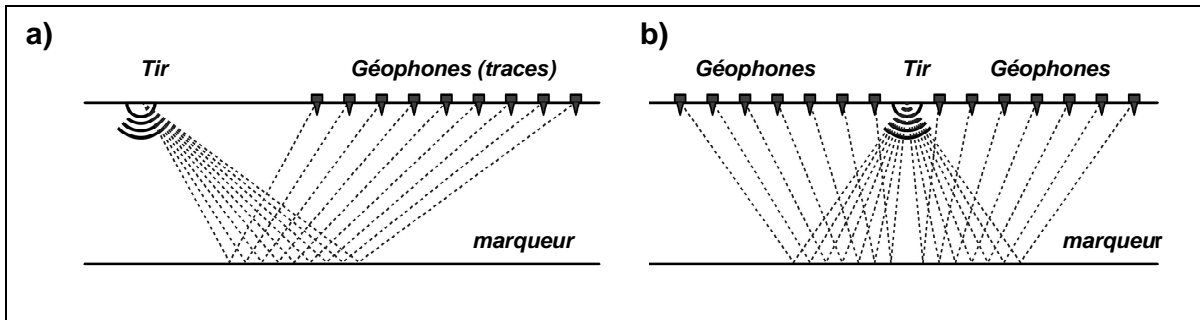 a)
Tir
Géophones (traces)
marqueur
b)
Géophones
Tir
Géophones
marqueur